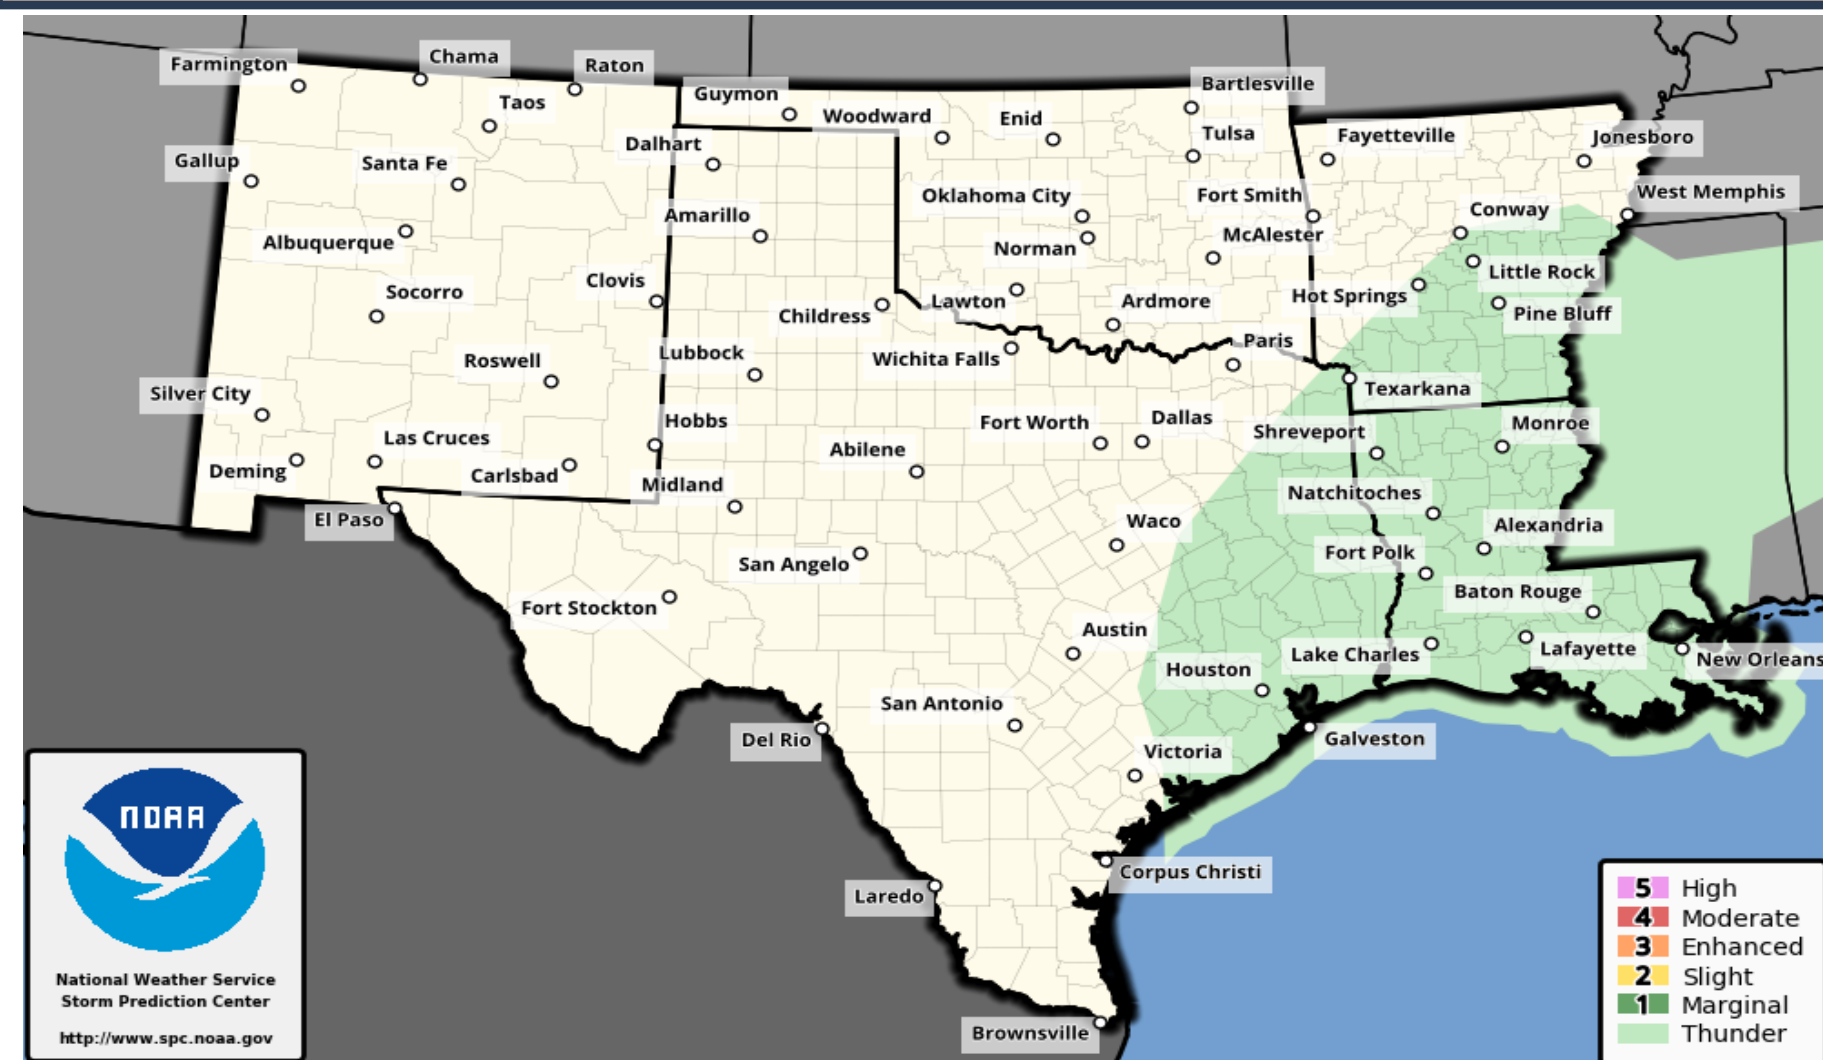 Farmington
Chama
Raton
Taos
Guymon
Woodward
Enid
Bartlesville
Tulsa
Fayetteville
Jonesboro
Gallup
Santa Fe
Dalhart
Oklahoma City
Fort Smith
West Memphis
Conway
Albuquerque
Amarillo
Norman
McAlester
Socorro
Clovis
Childress
Lawton
Ardmore
Hot Springs
Little Rock
Pine Bluff
Roswell
Lubbock
Wichita Falls
Paris
Texarkana
Silver City
Hobbs
Fort Worth
Dallas
Shreveport
Monroe
Las Cruces
Deming
Carlsbad
Midland
Abilene
Natchitoches
El Paso
Waco
Alexandria
San Angelo
Fort Polk
Fort Stockton
Baton Rouge
Austin
Houston
Lake Charles
Lafayette
New Orleans
San Antonio
Del Rio
Victoria
Galveston
Laredo
Corpus Christi
Brownsville
NOAA
National Weather Service
Storm Prediction Center
http://www.spc.noaa.gov
5 High
4 Moderate
3 Enhanced
2 Slight
1 Marginal
Thunder